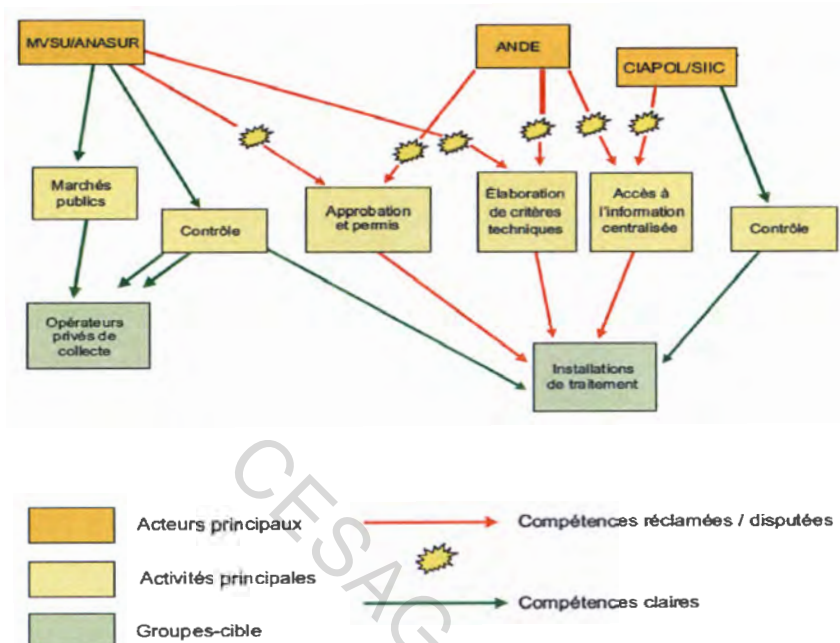 MVSU/ANASUR
ANDE
CIAPOL/SIIC
Marchés
publics
Contrôle
Approbation
et permis
Élaboration
de critères
techniques
Accès à
l'information
centralisée
Contrôle
Opérateurs
privés de
collecte
Installations
de traitement
Acteurs principaux
Compétences réclamées / disputées
Activités principales
Compétences claires
Groupes-cible
CESAG